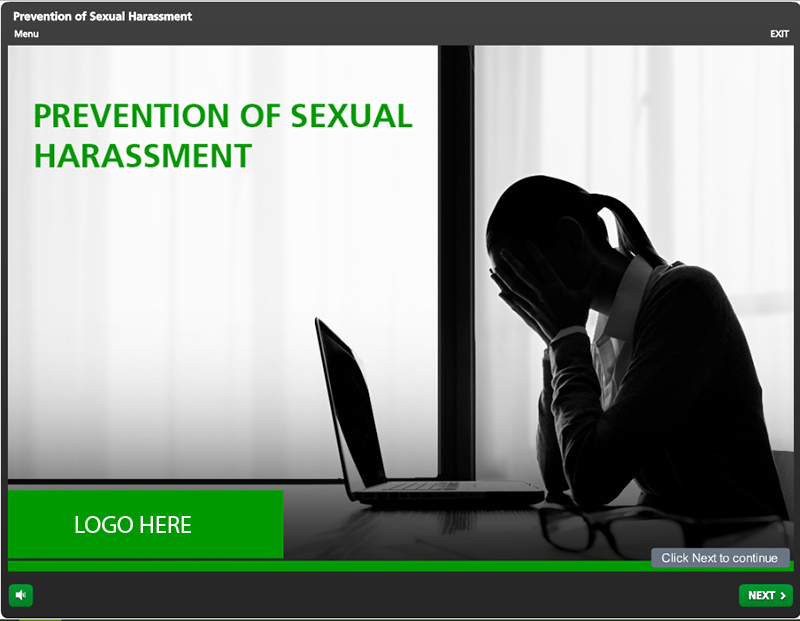 Prevention of Sexual Harassment
Menu
EXIT
PREVENTION OF SEXUAL
HARASSMENT
LOGO HERE
Click Next to continue
NEXT